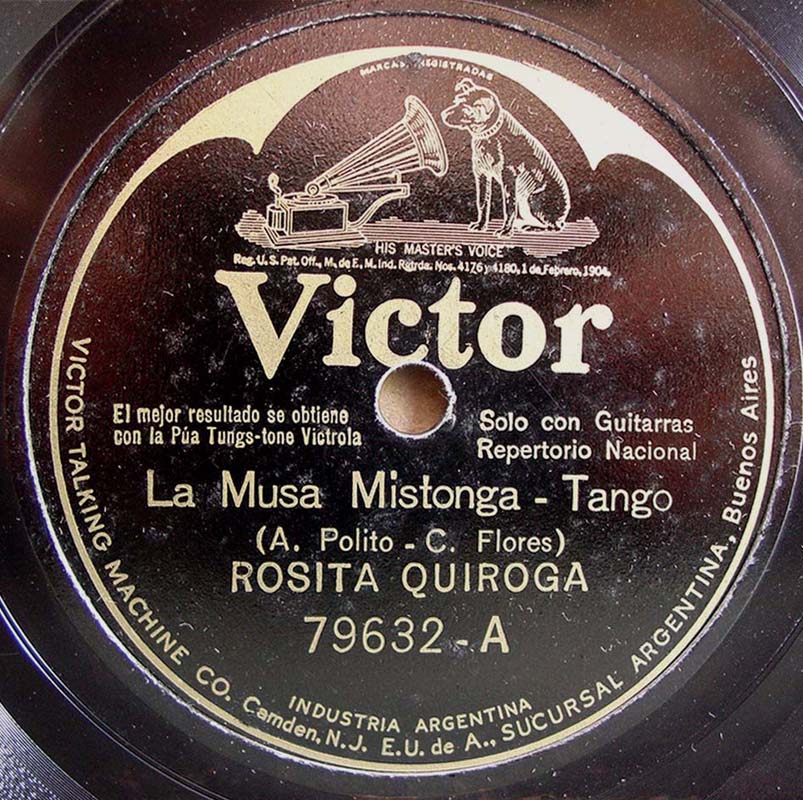 MARCAS REGISTRADAS
HIS MASTER'S VOICE
Reg. U.S. Pat. Off., M. de F., M. Ind. Rgtrda. Nos. 4176 y 4180, 1 de Febrero, 1904.
Victor
El mejor resultado se obtiene
con la Púa Tungs-tone Victrola
Solo con Guitarras
Repertorio Nacional
La Musa Mistonga - Tango
(A. Polito - C. Flores)
ROSITA QUIROGA
79632 - A
INDUSTRIA ARGENTINA
VICTOR TALKING MACHINE CO. Camden, N.J. E.U. de A., SUCURSAL ARGENTINA, Buenos Aires